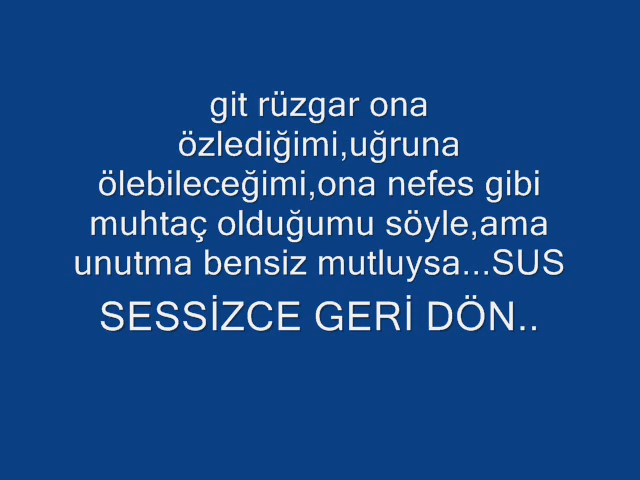 git rüzgar ona
özlediğimi,uğruna
ölebileceğimi,ona nefes gibi
muhtaç olduğumu söyle,ama
unutma bensiz mutluysa...SUS
SESSİZCE GERİ DÖN..